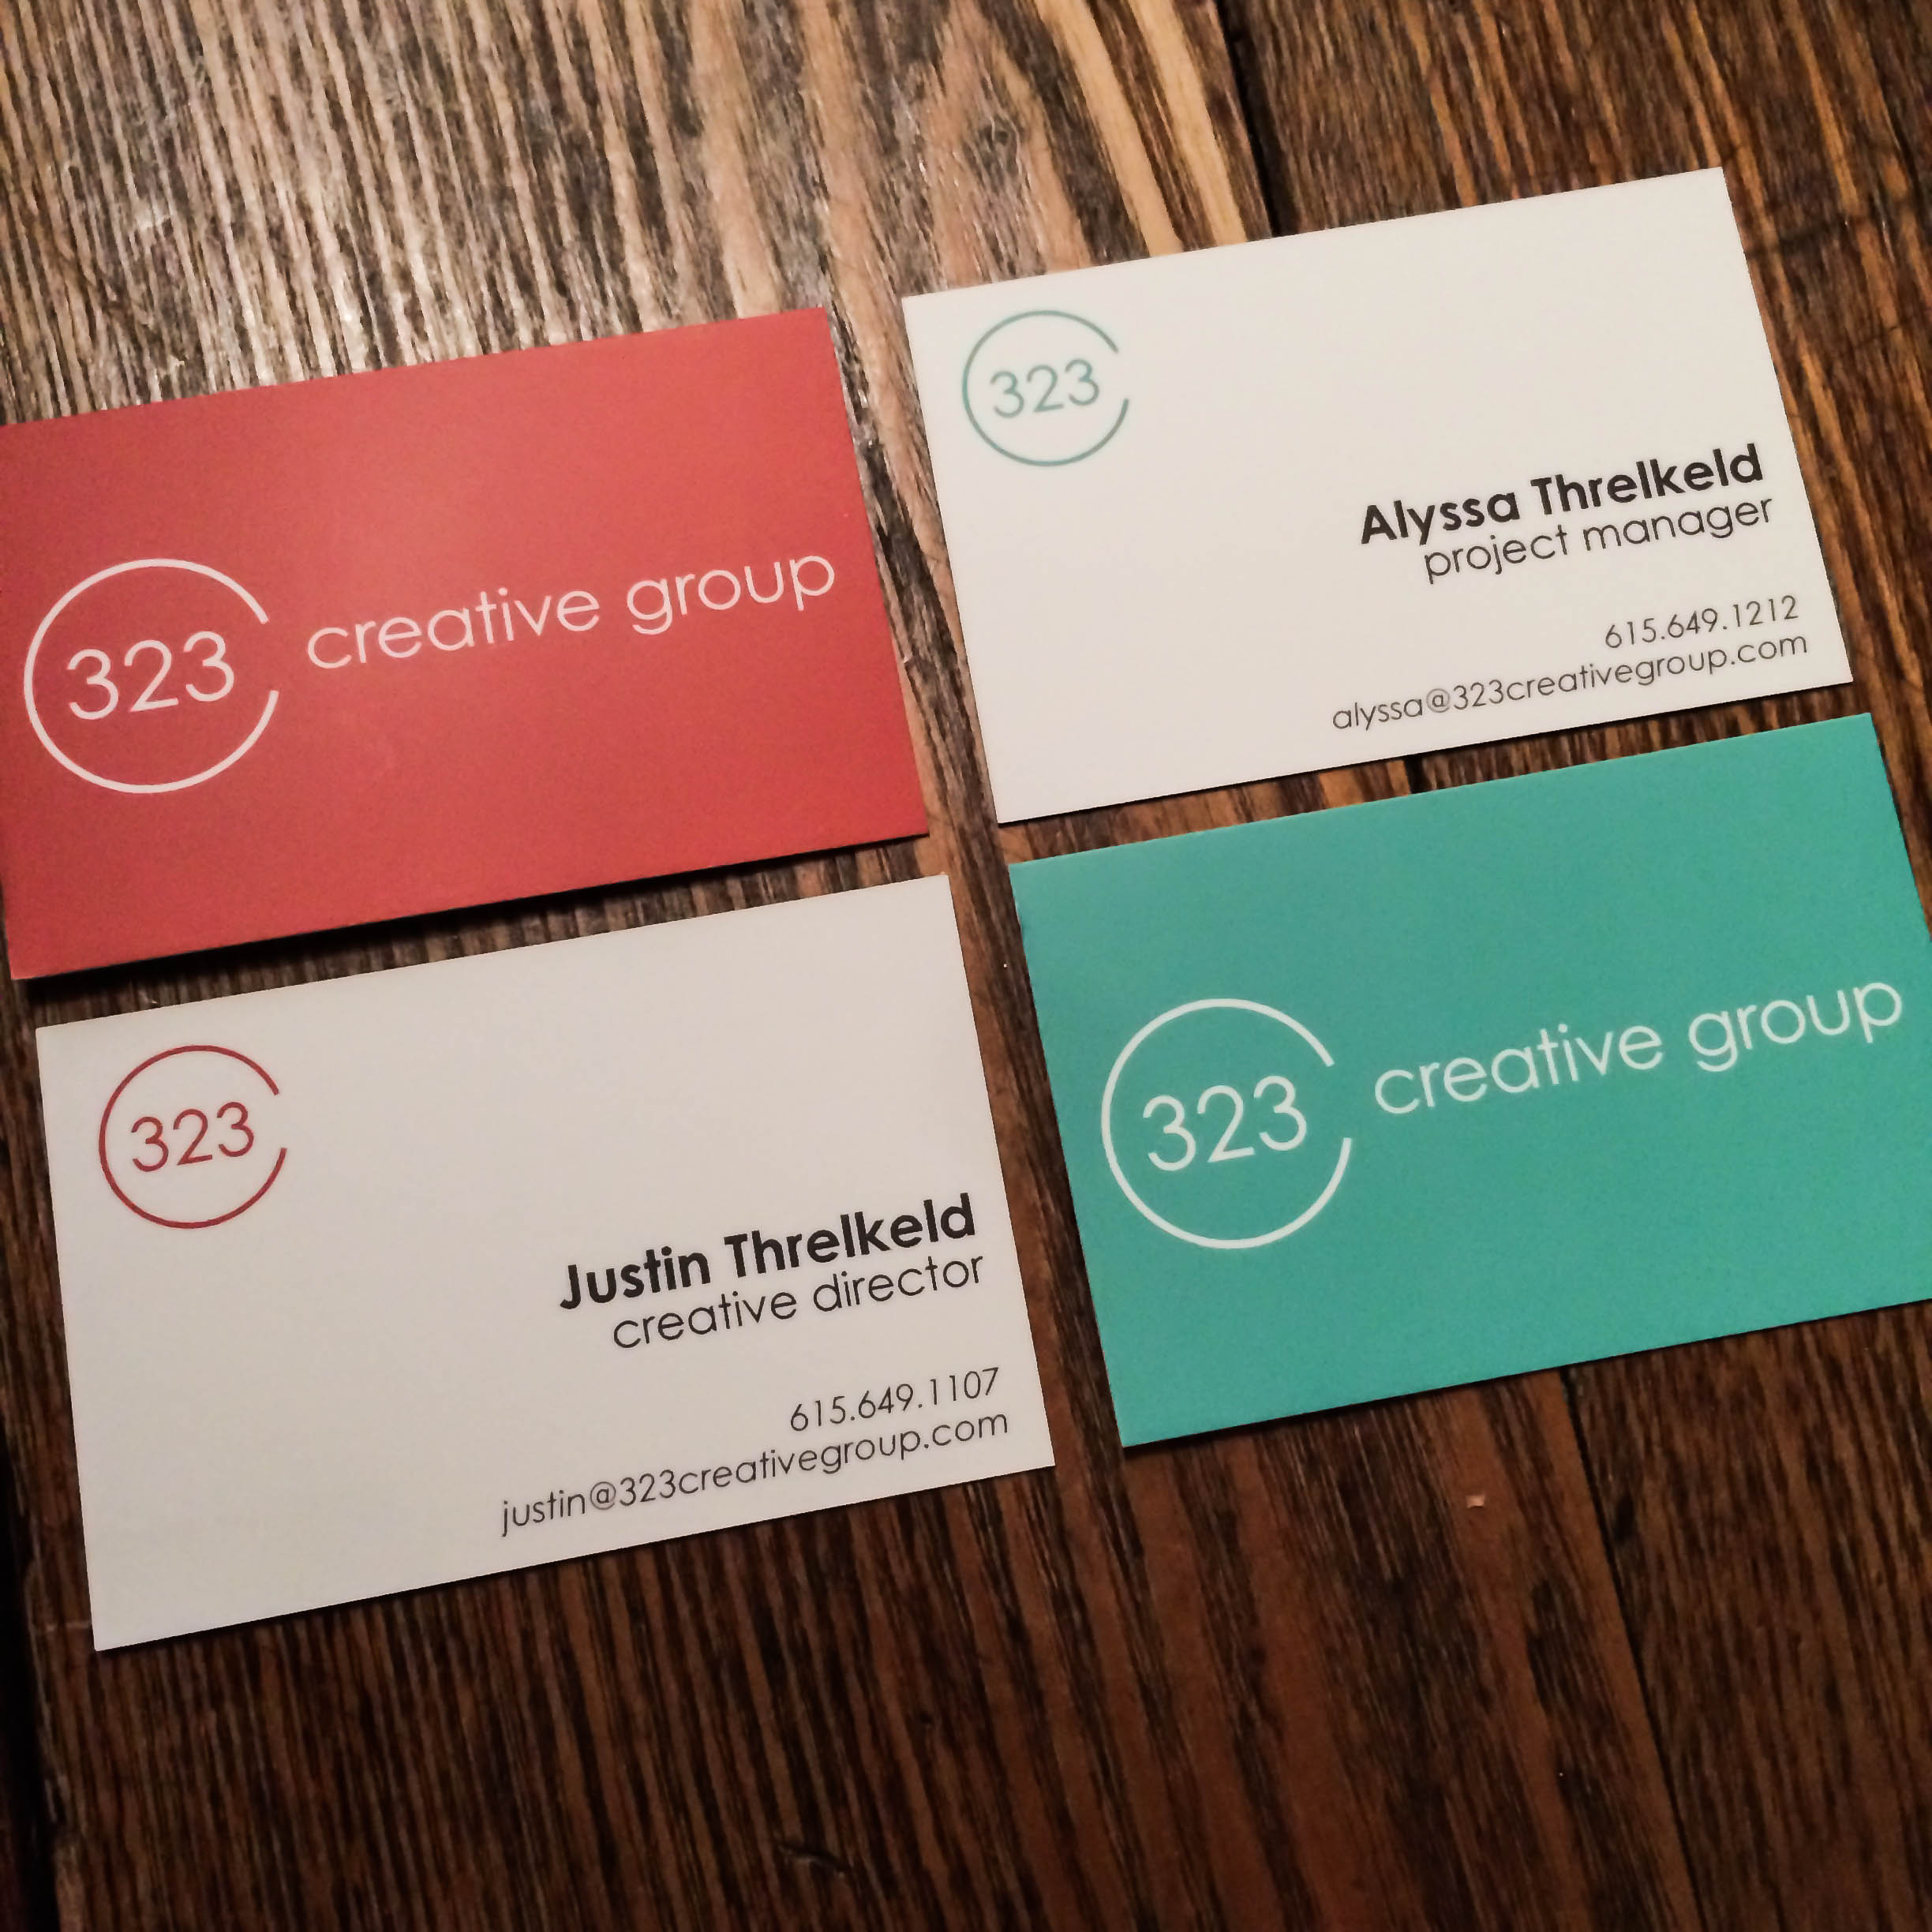 323 creative group
323
Alyssa Threlkeld
project manager
615.649.1212
alyssa@323creativegroup.com
323
Justin Threlkeld
creative director
615.649.1107
justin@323creativegroup.com
323 creative group